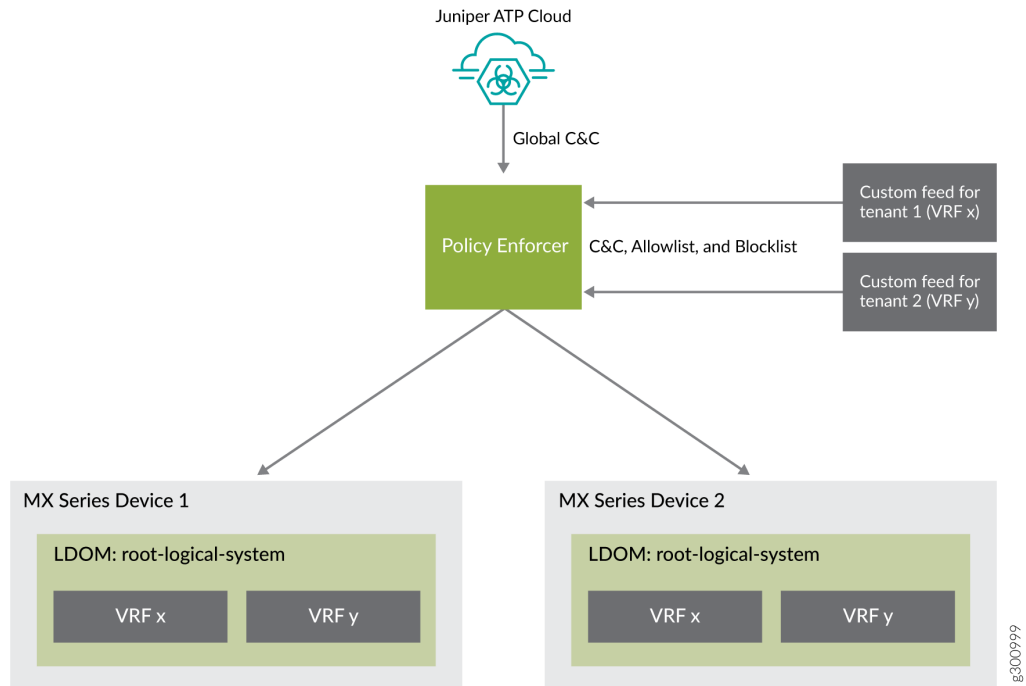 Juniper ATP Cloud
Global C&C
Custom feed for
tenant 1 (VRF x)
Policy Enforcer
C&C, Allowlist, and Blocklist
Custom feed for
tenant 2 (VRF y)
MX Series Device 1
LDOM: root-logical-system
VRF x
VRF y
MX Series Device 2
LDOM: root-logical-system
VRF x
VRF y
g300999